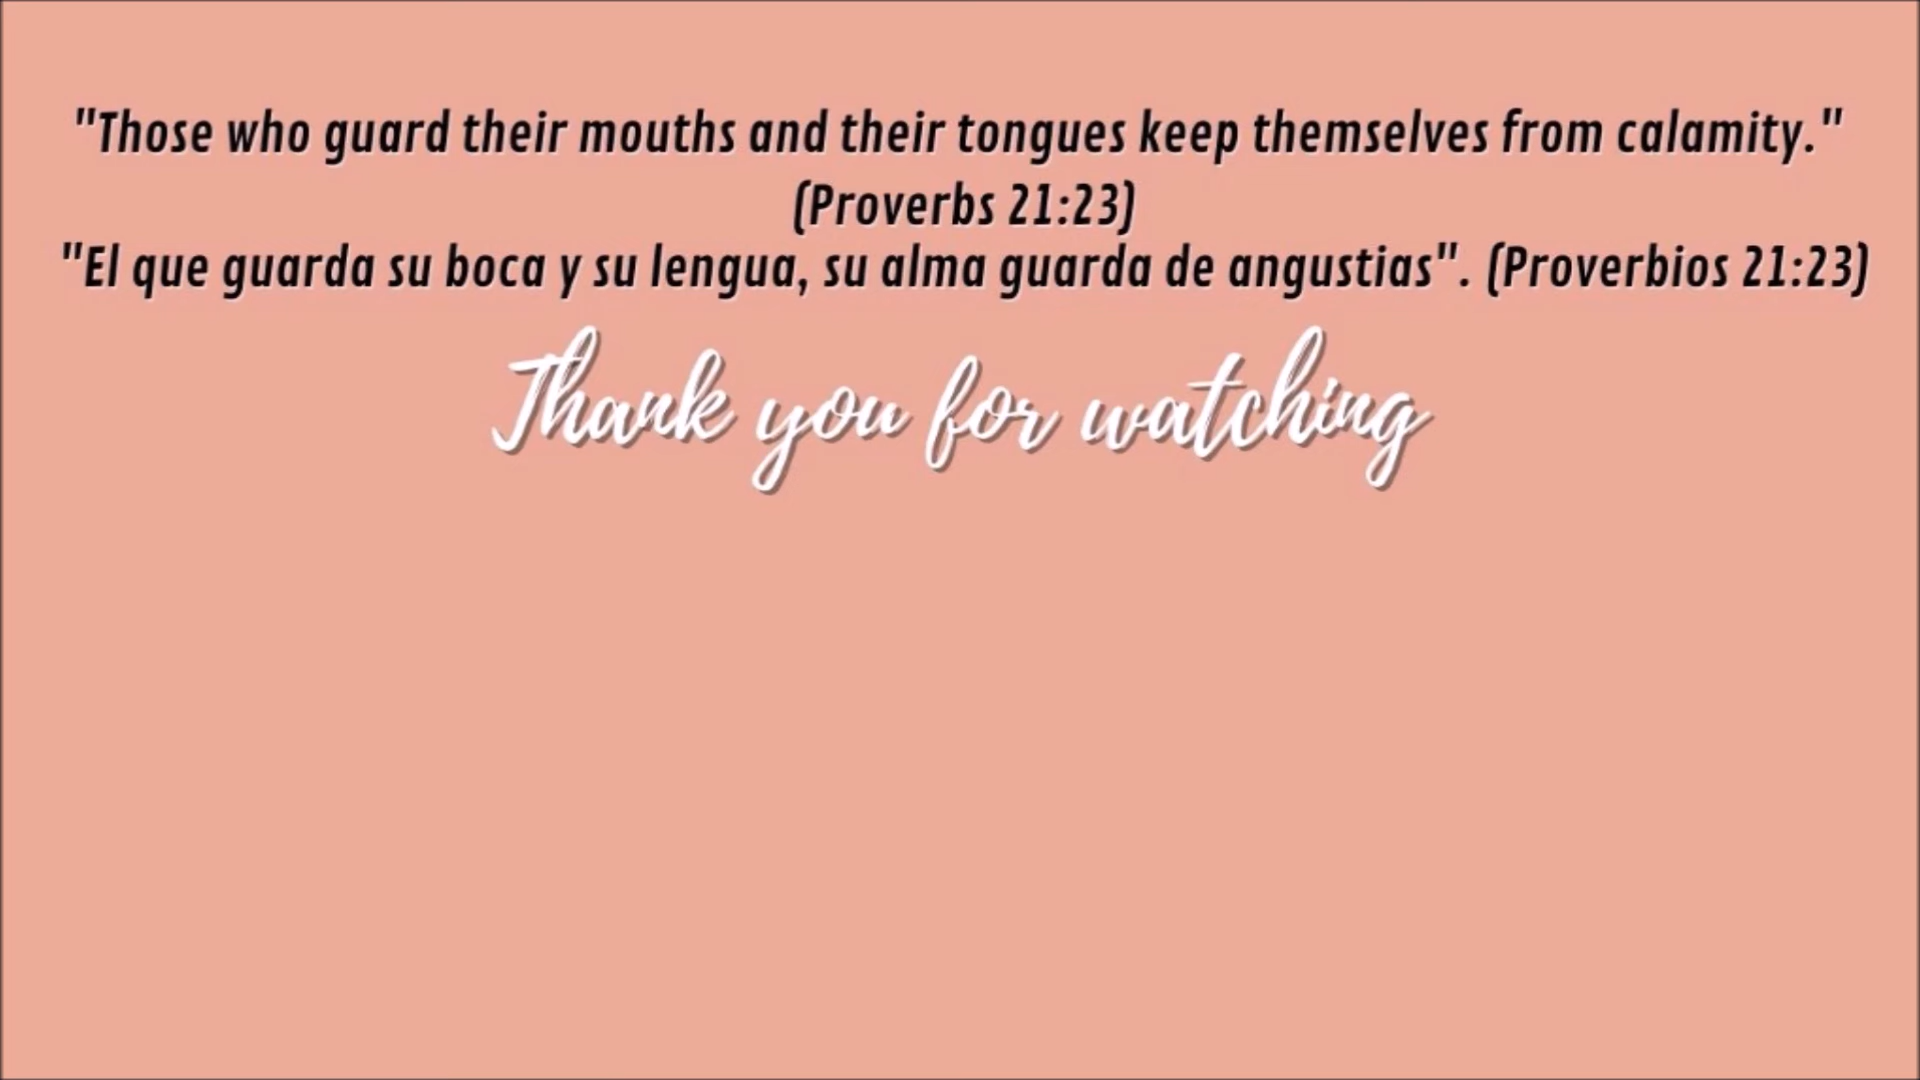 "Those who guard their mouths and their tongues keep themselves from calamity."
(Proverbs 21:23)
"El que guarda su boca y su lengua, su alma guarda de angustias". (Proverbios 21:23)
Thank you for watching